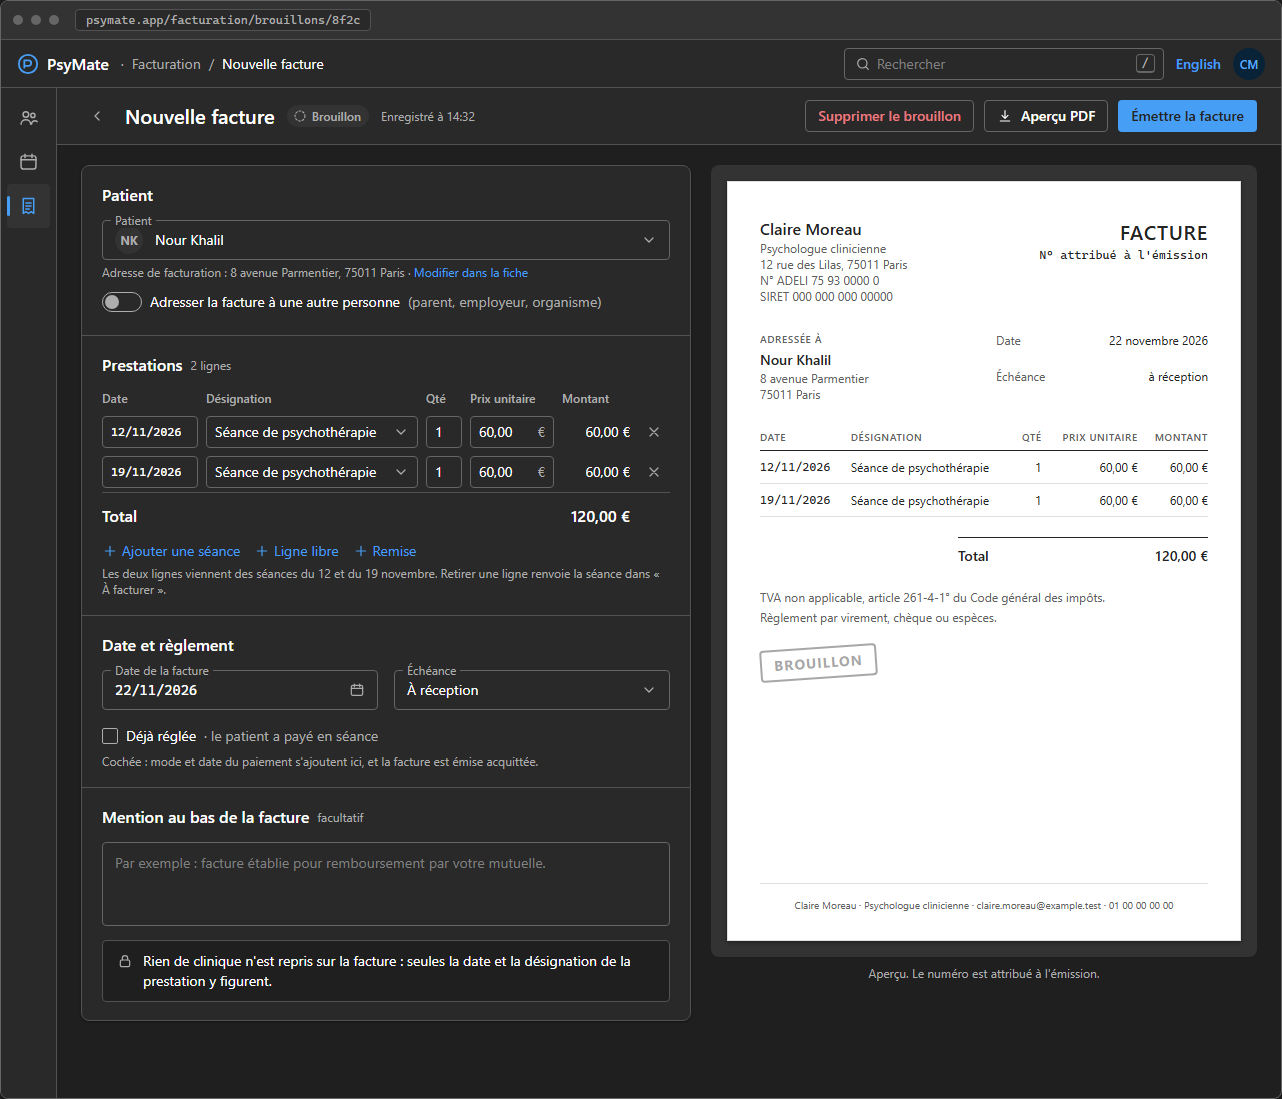 psymate.app/facturation/brouillons/8f2c
PsyMate · Facturation / Nouvelle facture
Rechercher /
English
CM
Nouvelle facture
Brouillon
Enregistré à 14:32
Supprimer le brouillon
Aperçu PDF
Émettre la facture
Patient
Patient
NK Nour Khalil
Adresse de facturation : 8 avenue Parmentier, 75011 Paris · Modifier dans la fiche
Adresser la facture à une autre personne (parent, employeur, organisme)
Prestations 2 lignes
Date Désignation Qté Prix unitaire Montant
12/11/2026 Séance de psychothérapie 1 60,00 € 60,00 €
19/11/2026 Séance de psychothérapie 1 60,00 € 60,00 €
Total 120,00 €
Ajouter une séance Ligne libre Remise
Les deux lignes viennent des séances du 12 et du 19 novembre. Retirer une ligne renvoie la séance dans «
À facturer ».
Date et règlement
Date de la facture
22/11/2026
Échéance
À réception
Déjà réglée · le patient a payé en séance
Cochée : mode et date du paiement s'ajoutent ici, et la facture est émise acquittée.
Mention au bas de la facture facultatif
Par exemple : facture établie pour remboursement par votre mutuelle.
Rien de clinique n'est repris sur la facture : seules la date et la désignation de la
prestation y figurent.
Claire Moreau
Psychologue clinicienne
12 rue des Lilas, 75011 Paris
N° ADELI 75 93 0000 0
SIRET 000 000 000 00000
FACTURE
N° attribué à l'émission
ADRESSÉE À
Nour Khalil
8 avenue Parmentier
75011 Paris
Date 22 novembre 2026
Échéance à réception
DATE DÉSIGNATION QTÉ PRIX UNITAIRE MONTANT
12/11/2026 Séance de psychothérapie 1 60,00 € 60,00 €
19/11/2026 Séance de psychothérapie 1 60,00 € 60,00 €
Total 120,00 €
TVA non applicable, article 261-4-1° du Code général des impôts.
Règlement par virement, chèque ou espèces.
BROUILLON
Claire Moreau · Psychologue clinicienne · claire.moreau@example.test · 01 00 00 00 00
Aperçu. Le numéro est attribué à l'émission.